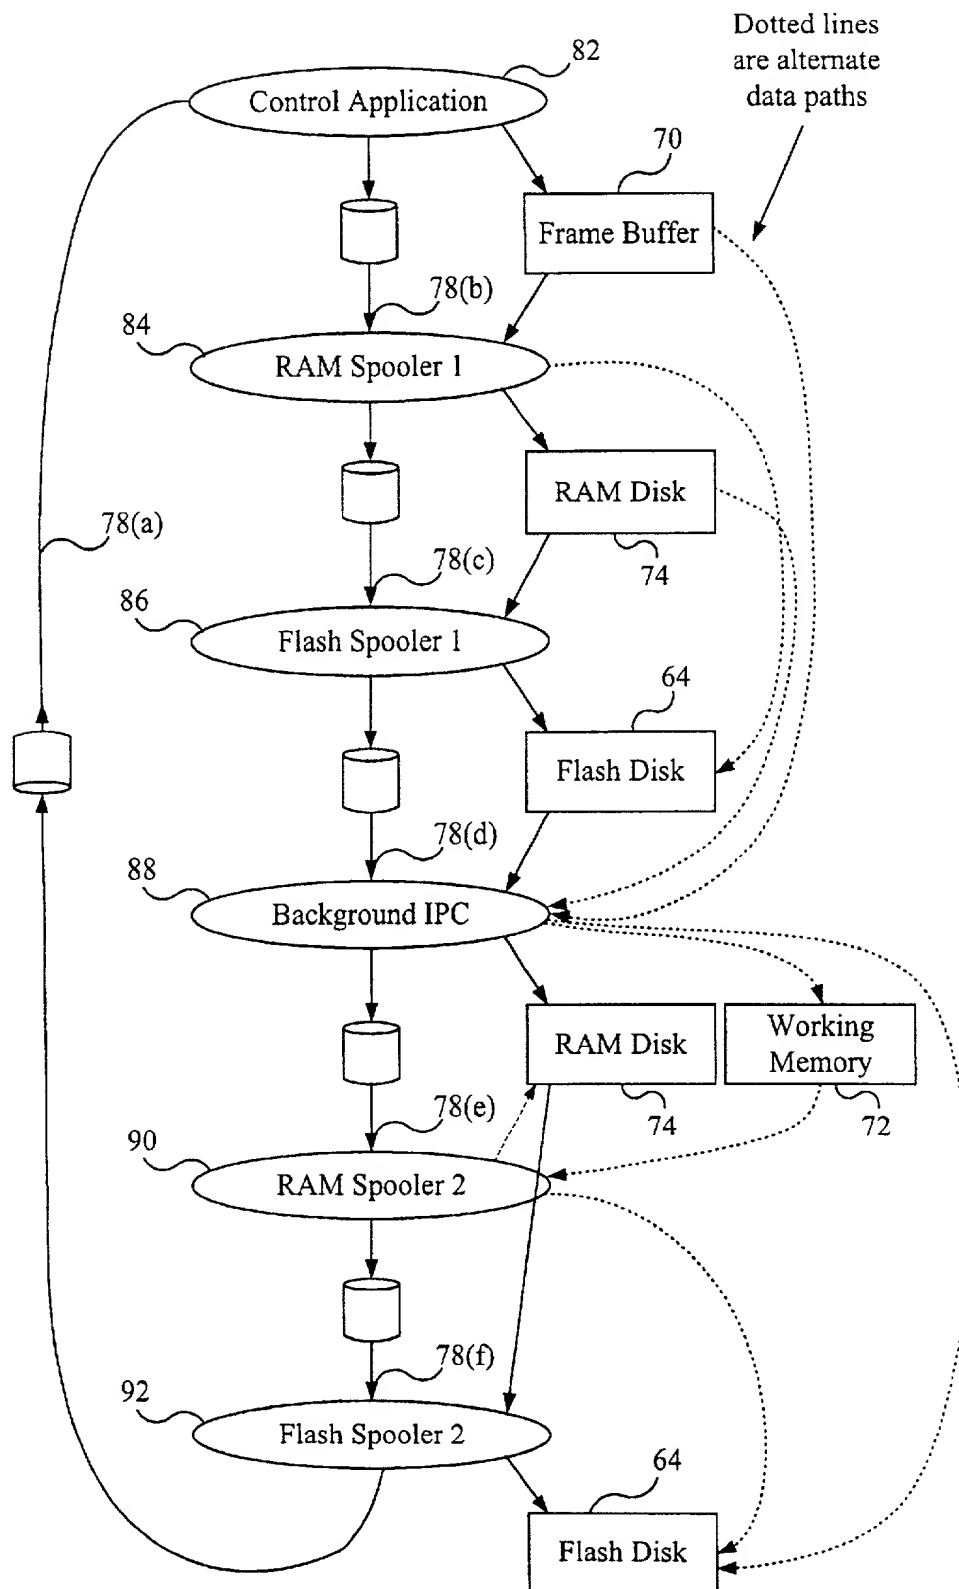 Dotted lines
are alternate
data paths
82
Control Application
70
Frame Buffer
78(b)
84
RAM Spooler 1
RAM Disk
78(a)
78(c)
74
86
Flash Spooler 1
64
Flash Disk
78(d)
88
Background IPC
RAM Disk
Working
Memory
78(e)
74
72
90
RAM Spooler 2
78(f)
92
Flash Spooler 2
64
Flash Disk